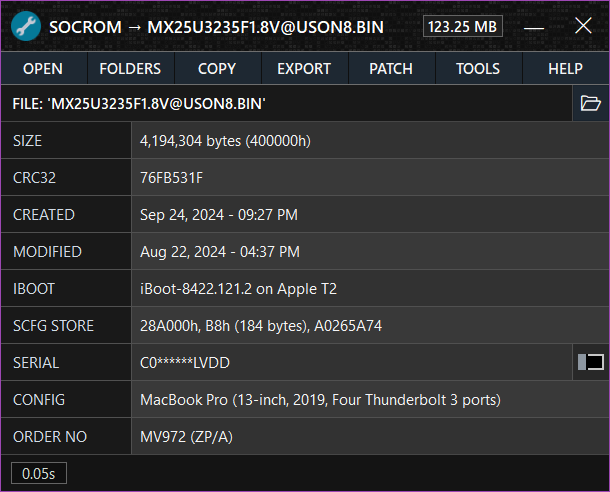 SOCROM → MX25U3235F1.8V@USON8.BIN 123.25 MB
OPEN FOLDERS COPY EXPORT PATCH TOOLS HELP
FILE: 'MX25U3235F1.8V@USON8.BIN'
SIZE 4,194,304 bytes (400000h)
CRC32 76FB531F
CREATED Sep 24, 2024 - 09:27 PM
MODIFIED Aug 22, 2024 - 04:37 PM
IBOOT iBoot-8422.121.2 on Apple T2
SCFG STORE 28A000h, B8h (184 bytes), A0265A74
SERIAL C0******LVDD
CONFIG MacBook Pro (13-inch, 2019, Four Thunderbolt 3 ports)
ORDER NO MV972 (ZP/A)
0.05s